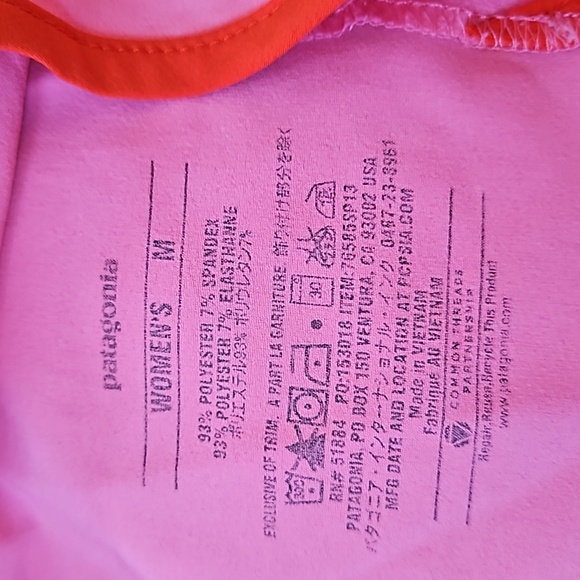 patagonia
WOMEN'S M
93% POLYESTER 7% SPANDEX
93% POLYESTER 7% ELASTHANNE
ポリエステル93% ポリウレタン7%
EXCLUSIVE OF TRIM, A PART LA GARNITURE 飾り付け部分を除く
30C 30
RN# 51884 PO:153018 ITEM:76585SP13
PATAGONIA, PO BOX 150 VENTURA, CA 93002 USA
パタゴニア・インターナショナル・インク 0467-23-8961
MFG DATE AND LOCATION AT PCPSIA.COM
Made in VIETNAM
Fabriqué AU VIETNAM
COMMON THREADS
PARTNERSHIP
Repair, Reuse, Recycle This Product
www.patagonia.com